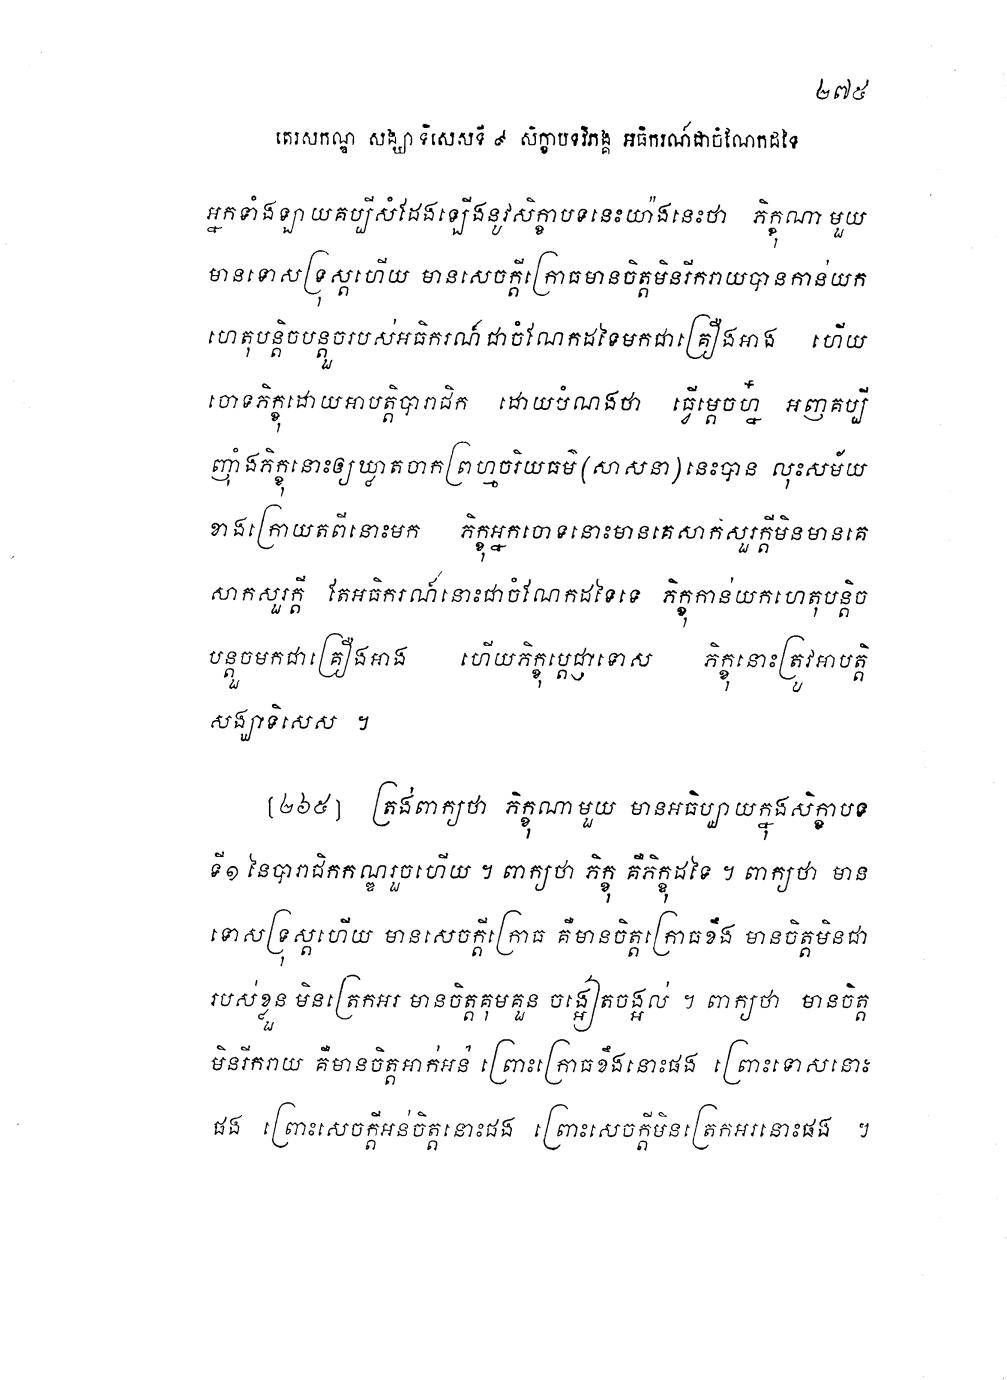 ២៧៥
តេរសកណ្ឌ សង្ឃាទិសេសទី ៩ សិក្ខាបទវិភង្គ អធិករណ៍ជាចំណែកដទៃ
អ្នកទាំងឡាយគប្បីសំដែងឡើងនូវសិក្ខាបទនេះយ៉ាងនេះថា ភិក្ខុណាមួយ
មានទោសទ្រុស្តហើយ មានសេចក្តីក្រោធមានចិត្តមិនរីករាយបានកាន់យក
ហេតុបន្តិចបន្តួចរបស់អធិករណ៍ជាចំណែកដទៃមកជាគ្រឿងអាង ហើយ
ចោទភិក្ខុដោយអាបត្តិបារាជិក ដោយបំណងថា ធ្វើម្តេចហ្ន៎ អញគប្បី
ញ៉ាំងភិក្ខុនោះឲ្យឃ្លាតចាកព្រហ្មចរិយធម៌ (សាសនា) នេះបាន លុះសម័យ
ខាងក្រោយតពីនោះមក ភិក្ខុអ្នកចោទនោះមានគេសាកសួរក្តីមិនមានគេ
សាកសួរក្តី តែអធិករណ៍នោះជាចំណែកដទៃទេ ភិក្ខុកាន់យកហេតុបន្តិច
បន្តួចមកជាគ្រឿងអាង ហើយភិក្ខុប្តេជ្ញាទោស ភិក្ខុនោះត្រូវអាបត្តិ
សង្ឃាទិសេស ។
[២៦៥] ត្រង់ពាក្យថា ភិក្ខុណាមួយ មានអធិប្បាយក្នុងសិក្ខាបទ
ទី១ នៃបារាជិកកណ្ឌរួចហើយ ។ ពាក្យថា ភិក្ខុ គឺភិក្ខុដទៃ ។ ពាក្យថា មាន
ទោសទ្រុស្តហើយ មានសេចក្តីក្រោធ គឺមានចិត្តក្រោធខឹង មានចិត្តមិនជា
របស់ខ្លួន មិនត្រេកអរ មានចិត្តគុមគួន ចង្អៀតចង្អល់ ។ ពាក្យថា មានចិត្ត
មិនរីករាយ គឺមានចិត្តអាក់អន់ ព្រោះក្រោធខឹងនោះផង ព្រោះទោសនោះ
ផង ព្រោះសេចក្តីអន់ចិត្តនោះផង ព្រោះសេចក្តីមិនត្រេកអរនោះផង ។